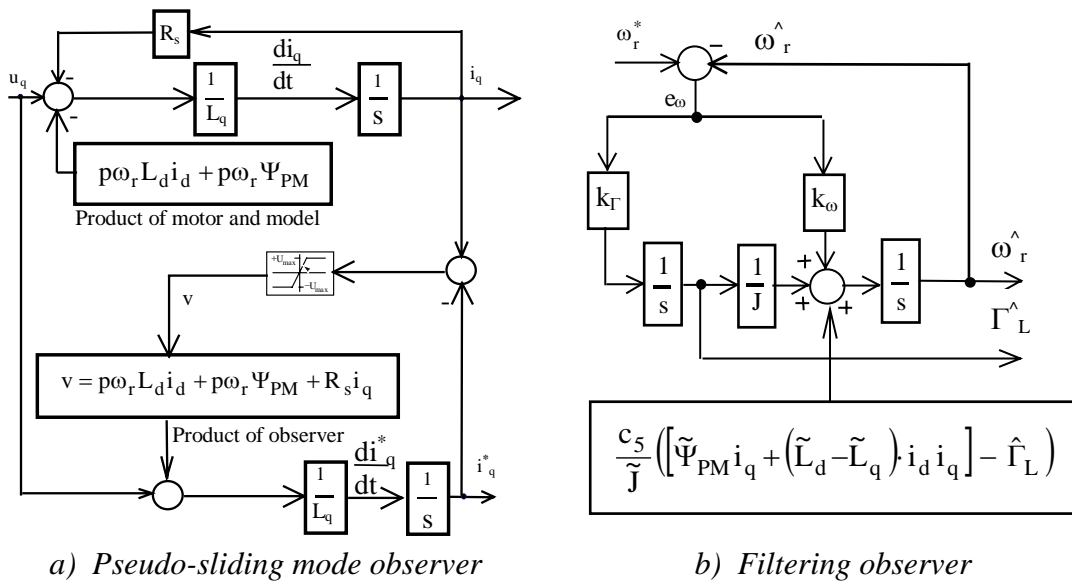 R_s
di_q
dt
u_q
i_q
1
L_q
1
s
-
-
pω_r L_d i_d + pω_r Ψ_PM
Product of motor and model
+U_max
-U_max
v
-
v = pω_r L_d i_d + pω_r Ψ_PM + R_s i_q
Product of observer
di*_q
dt
1
L_q
1
s
i*_q
a) Pseudo-sliding mode observer
ω_r^*
-
ω^_r
e_ω
k_Γ
k_ω
1
s
1
J
+
+
+
+
1
s
ω^_r
Γ^_L
c_5/J̃ ([Ψ̃_PM i_q + (L̃_d - L̃_q)· i_d i_q] - Γ̂_L)
b) Filtering observer